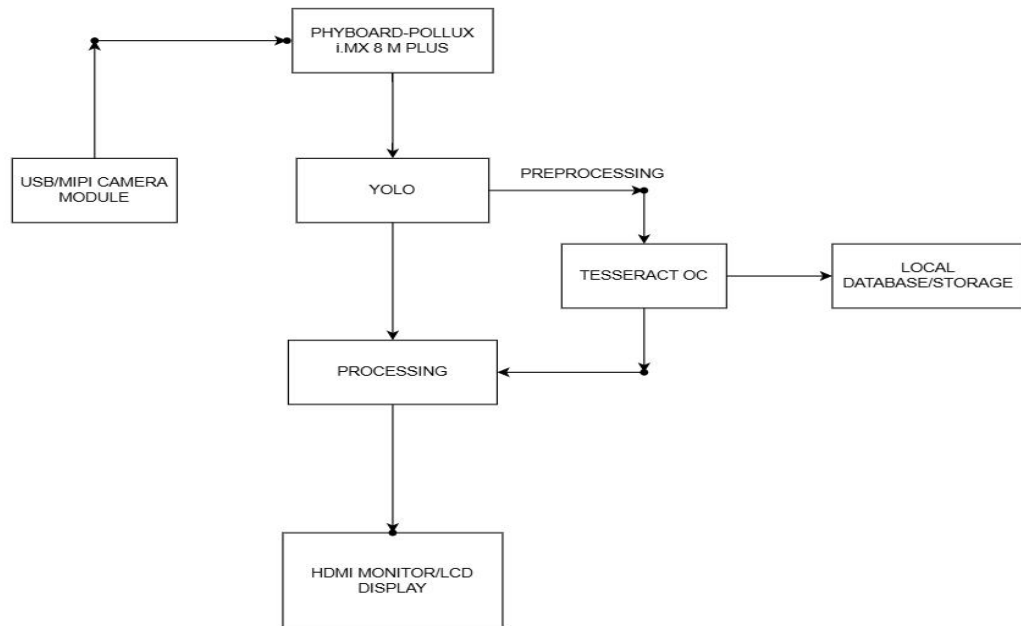 PHYBOARD-POLLUX
i.MX 8 M PLUS
USB/MIPI CAMERA
MODULE
YOLO
PREPROCESSING
TESSERACT OC
LOCAL
DATABASE/STORAGE
PROCESSING
HDMI MONITOR/LCD
DISPLAY